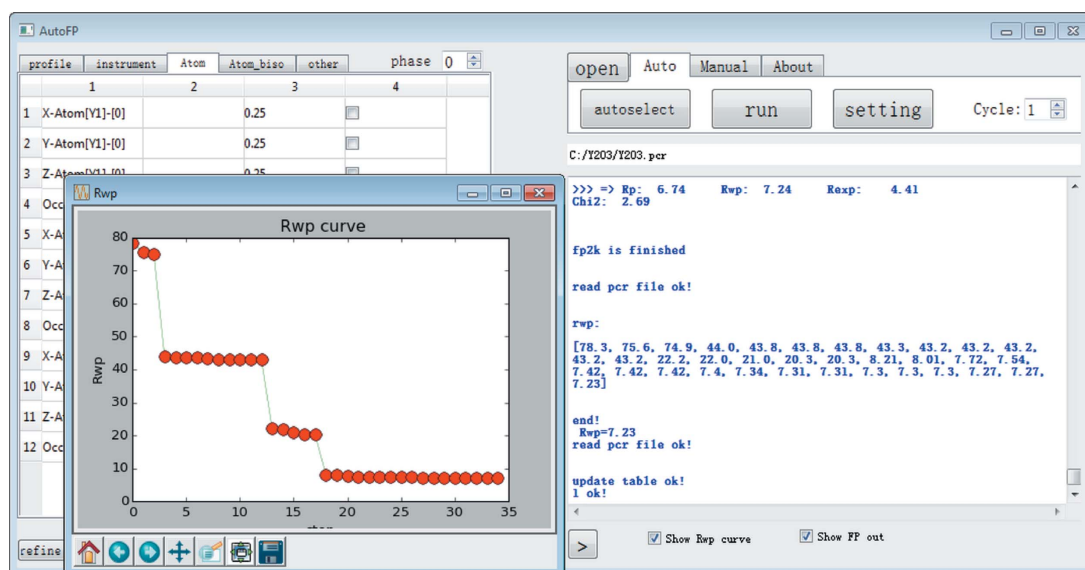 AutoFP
profile instrument Atom Atom_biso other phase 0
1 2 3 4
1 X-Atom[Y1]-[0] 0.25
2 Y-Atom[Y1]-[0] 0.25
3 Z-Atom[Y1]-[0] 0.25
4 Occ
5 X-A
6 Y-A
7 Z-A
8 Occ
9 X-A
10 Y-A
11 Z-A
12 Occ
refine
Rwp
Rwp curve
80
70
60
50
40
30
20
10
0
Rwp
0 5 10 15 20 25 30 35
open Auto Manual About
autoselect run setting Cycle: 1
C:/Y203/Y203.pcr
>>> => Rp: 6.74 Rwp: 7.24 Rexp: 4.41
Chi2: 2.69
fp2k is finished
read pcr file ok!
rwp:
[78.3, 75.6, 74.9, 44.0, 43.8, 43.8, 43.8, 43.3, 43.2, 43.2, 43.2,
43.2, 43.2, 22.2, 22.0, 21.0, 20.3, 20.3, 8.21, 8.01, 7.72, 7.54,
7.42, 7.42, 7.42, 7.4, 7.34, 7.31, 7.31, 7.3, 7.3, 7.3, 7.27, 7.27,
7.23]
end!
Rwp=7.23
read pcr file ok!
update table ok!
1 ok!
> Show Rwp curve Show FP out